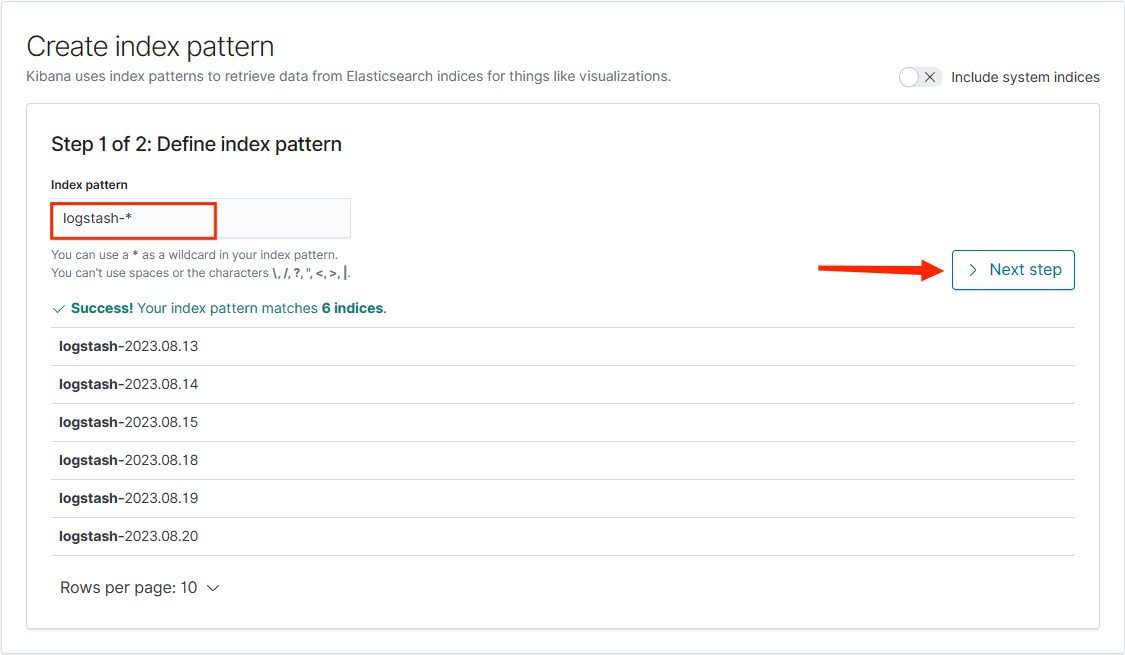 Create index pattern
Kibana uses index patterns to retrieve data from Elasticsearch indices for things like visualizations.
Include system indices
Step 1 of 2: Define index pattern
Index pattern
logstash-*
You can use a * as a wildcard in your index pattern.
You can't use spaces or the characters \, /, ?, ", <, >, |.
Next step
Success! Your index pattern matches 6 indices.
logstash-2023.08.13
logstash-2023.08.14
logstash-2023.08.15
logstash-2023.08.18
logstash-2023.08.19
logstash-2023.08.20
Rows per page: 10